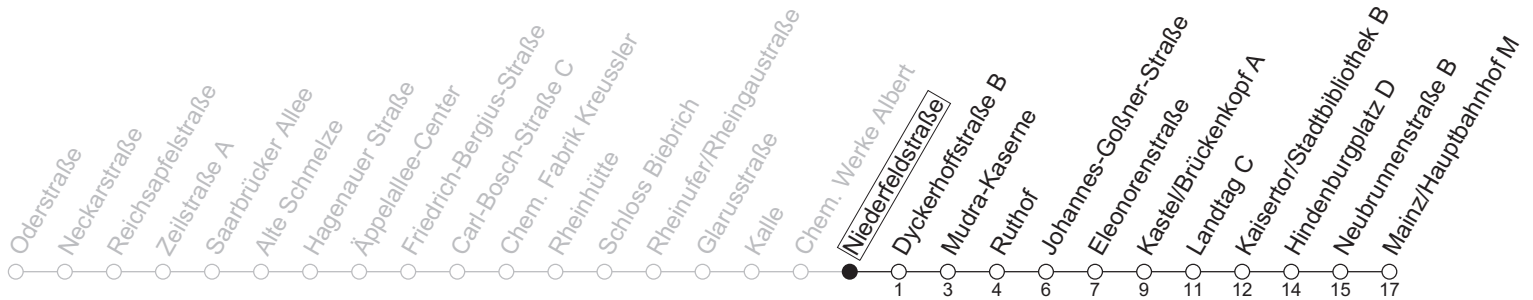 Oderstraße
Neckarstraße
Reichsapfelstraße
Zeilstraße A
Saarbrücker Allee
Alte Schmelze
Hagenauer Straße
Äppelallee-Center
Friedrich-Bergius-Straße
Carl-Bosch-Straße C
Chem. Fabrik Kreussler
Rheinhütte
Schloss Biebrich
Rheinufer/Rheingaustraße
Glarusstraße
Kalle
Chem. Werke Albert
Niederfeldstraße
Dyckerhoffstraße B
Mudra-Kaserne
Ruthof
Johannes-Goßner-Straße
Eleonorenstraße
Kastel/Brückenkopf A
Landtag C
Kaisertor/Stadtbibliothek B
Hindenburgplatz D
Neubrunnenstraße B
Mainz/Hauptbahnhof M
1 3 4 6 7 9 11 12 14 15 17